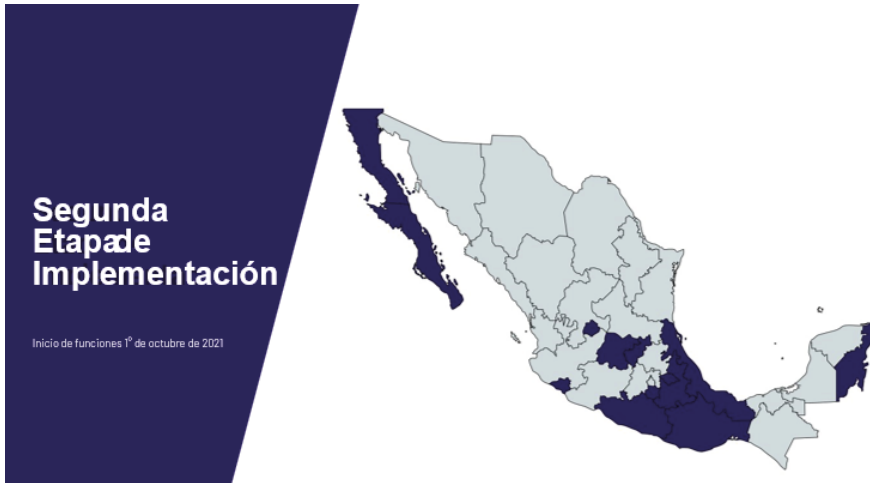 Segunda
Etapade
Implementación
Inicio de funciones 1º de octubre de 2021